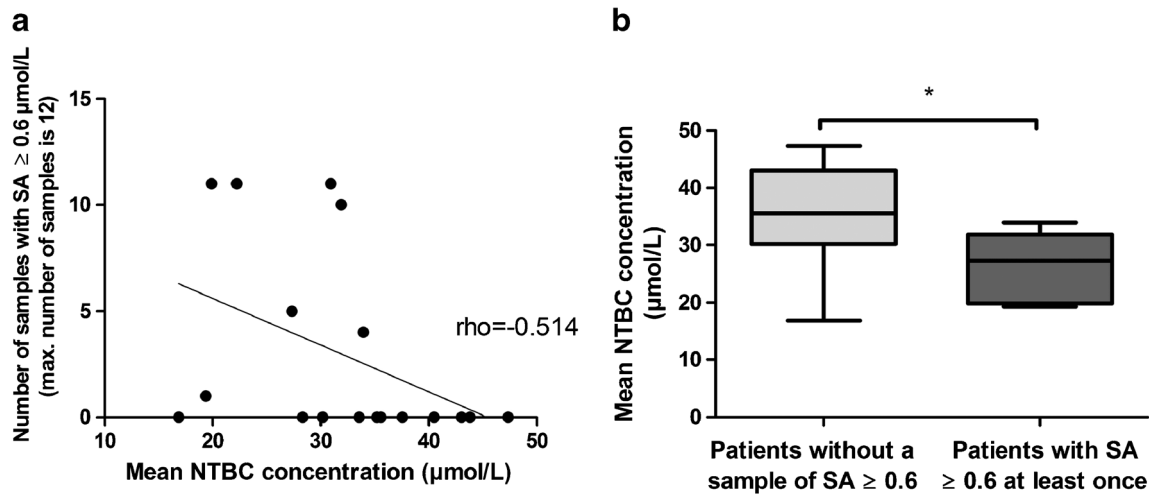 a
Number of samples with SA ≥ 0.6 µmol/L
(max. number of samples is 12)
15
10
5
0
rho=-0.514
10
20
30
40
50
Mean NTBC concentration (µmol/L)
b
*
Mean NTBC concentration
(µmol/L)
50
40
30
20
10
0
Patients without a
sample of SA ≥ 0.6
Patients with SA
≥ 0.6 at least once